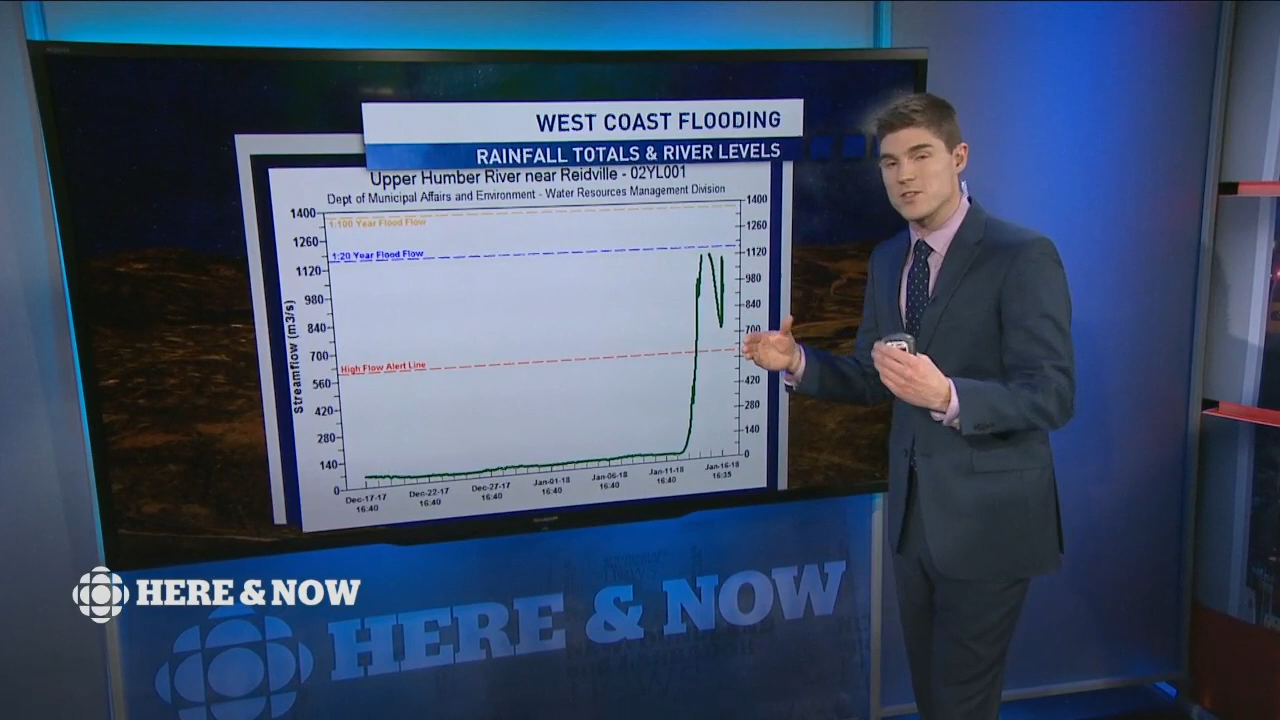 WEST COAST FLOODING
RAINFALL TOTALS & RIVER LEVELS
Upper Humber River near Reidville - 02YL001
Dept of Municipal Affairs and Environment - Water Resources Management Division
1400
1260
1120
980
840
700
560
420
280
140
0
Streamflow (m3/s)
1:100 Year Flood Flow
1:20 Year Flood Flow
High Flow Alert Line
1400
1260
1120
980
840
700
420
280
140
0
Dec-17-17 16:40
Dec-22-17 16:40
Dec-27-17 16:40
Jan-01-18 16:40
Jan-06-18 16:40
Jan-11-18 16:40
Jan-16-18 16:35
HERE & NOW
HERE & NOW